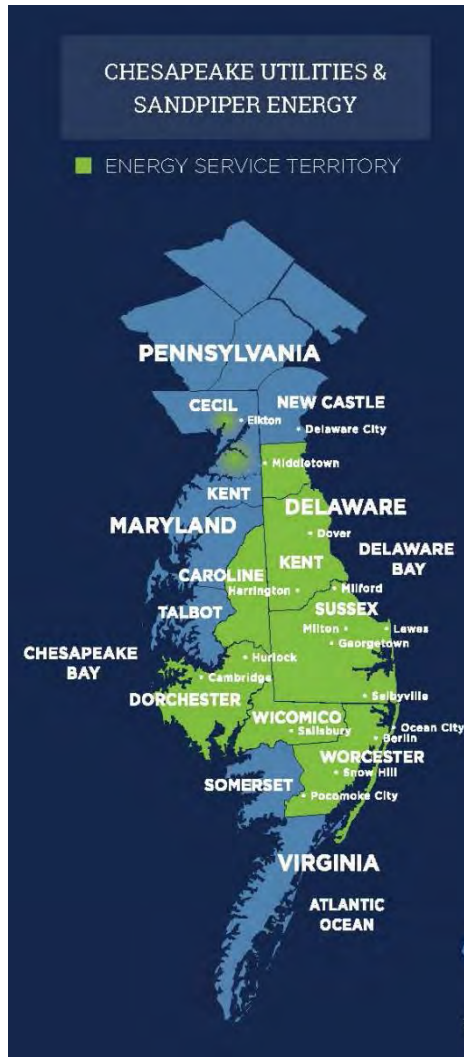 CHESAPEAKE UTILITIES &
SANDPIPER ENERGY
ENERGY SERVICE TERRITORY
PENNSYLVANIA
CECIL
NEW CASTLE
Elkton
Delaware City
Middletown
KENT
DELAWARE
MARYLAND
Dover
DELAWARE
BAY
KENT
CAROLINE
Harrington
Milford
TALBOT
SUSSEX
Milton
Lewes
Georgetown
CHESAPEAKE
BAY
Hurlock
Cambridge
DORCHESTER
Selbyville
WICOMICO
Salisbury
Ocean City
Berlin
WORCESTER
Snow Hill
SOMERSET
Pocomoke City
VIRGINIA
ATLANTIC
OCEAN